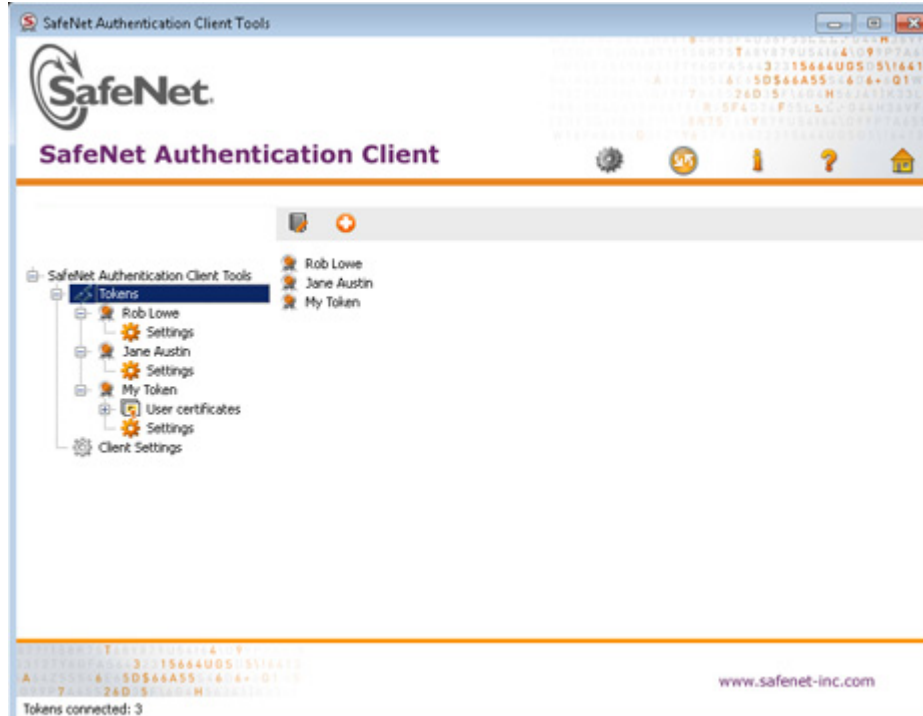 SafeNet Authentication Client Tools
SafeNet.
SafeNet Authentication Client
SafeNet Authentication Client Tools
Tokens
Rob Lowe
Settings
Jane Austin
Settings
My Token
User certificates
Settings
Client Settings
Rob Lowe
Jane Austin
My Token
www.safenet-inc.com
Tokens connected: 3